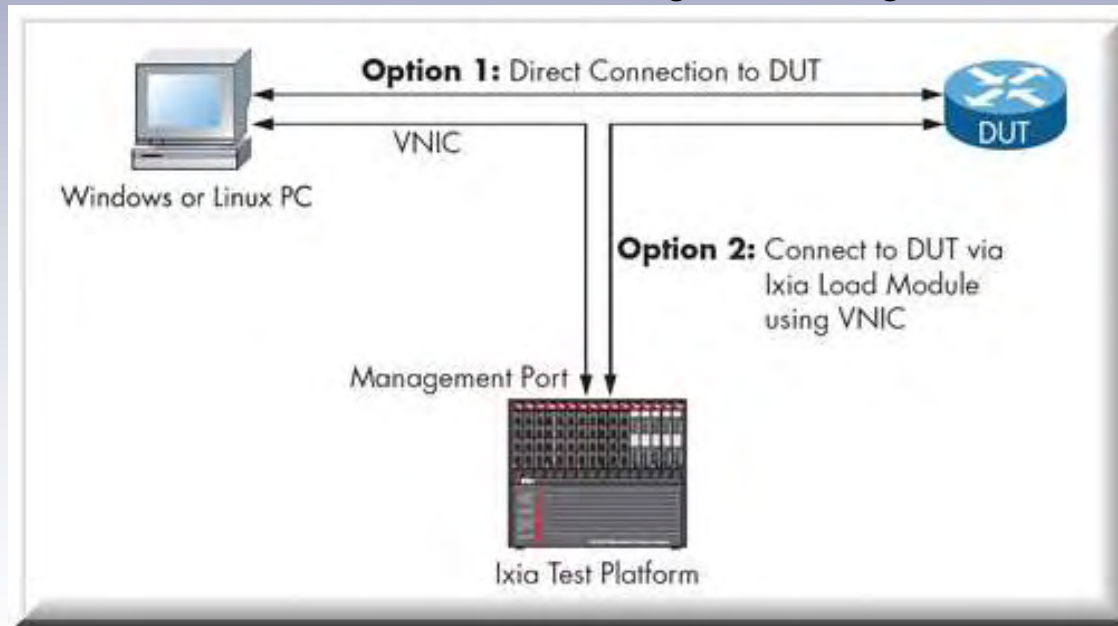 Option 1: Direct Connection to DUT
VNIC
DUT
Windows or Linux PC
Option 2: Connect to DUT via
Ixia Load Module
using VNIC
Management Port
IXIA
Ixia Test Platform